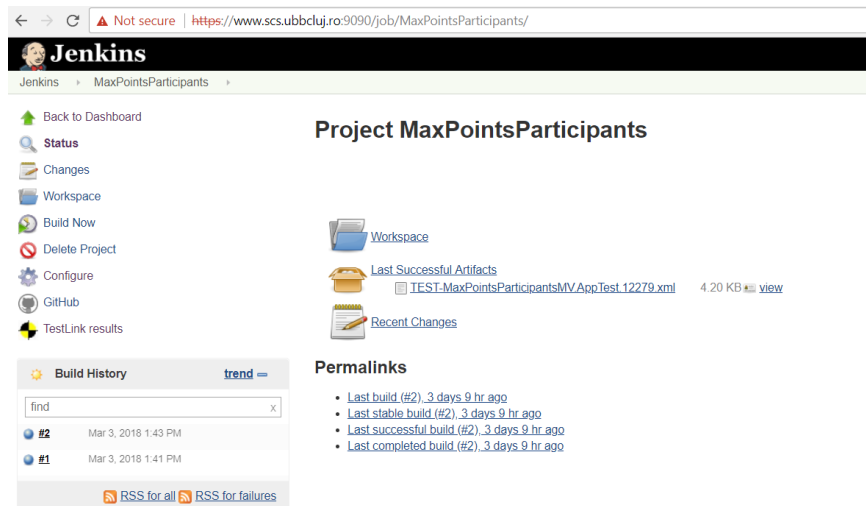 Not secure | https://www.scs.ubbcluj.ro:9090/job/MaxPointsParticipants/
Jenkins
Jenkins MaxPointsParticipants
Back to Dashboard
Status
Changes
Workspace
Build Now
Delete Project
Configure
GitHub
TestLink results
Build History trend
find x
#2 Mar 3, 2018 1:43 PM
#1 Mar 3, 2018 1:41 PM
RSS for all RSS for failures
Project MaxPointsParticipants
Workspace
Last Successful Artifacts
TEST-MaxPointsParticipantsMV.AppTest.12279.xml 4.20 KB view
Recent Changes
Permalinks
Last build (#2), 3 days 9 hr ago
Last stable build (#2), 3 days 9 hr ago
Last successful build (#2), 3 days 9 hr ago
Last completed build (#2), 3 days 9 hr ago